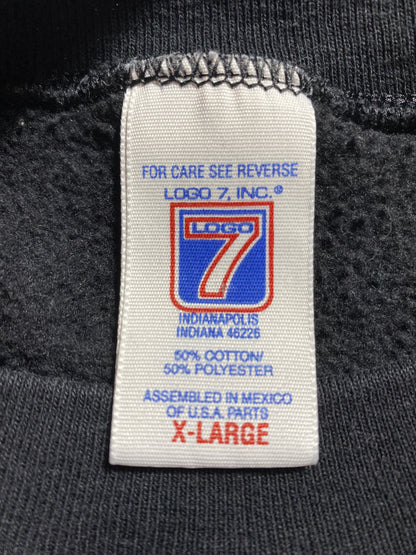 FOR CARE SEE REVERSE
LOGO 7, INC.®
LOGO
7
INDIANAPOLIS
INDIANA 46226
50% COTTON/
50% POLYESTER
ASSEMBLED IN MEXICO
OF U.S.A. PARTS
X-LARGE